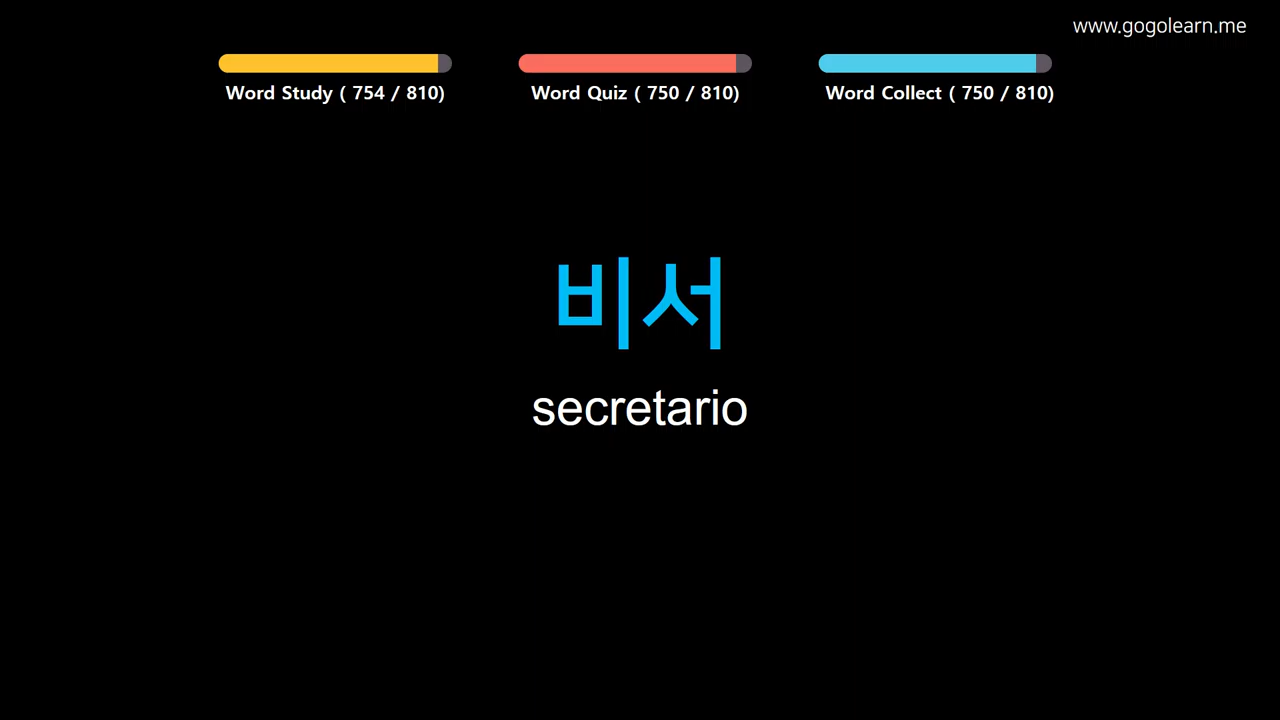 www.gogolearn.me
Word Study ( 754 / 810)
Word Quiz ( 750 / 810)
Word Collect ( 750 / 810)
비서
secretario